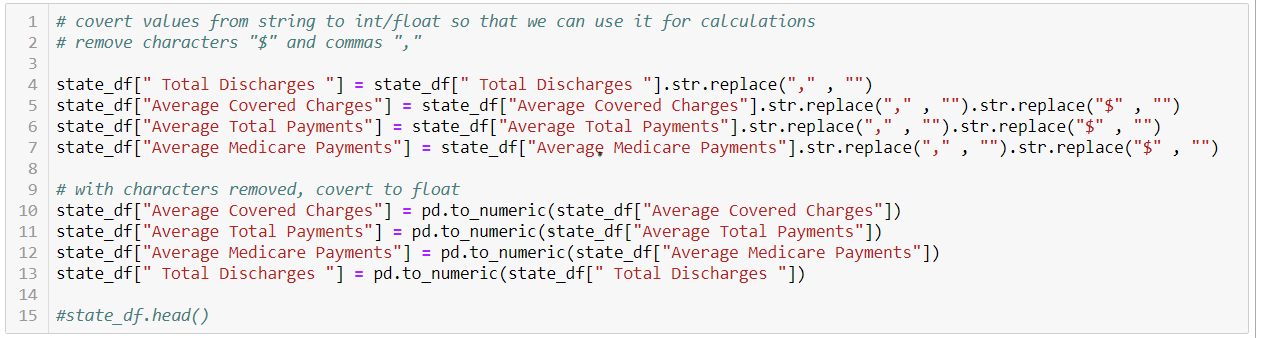 1 # covert values from string to int/float so that we can use it for calculations
2 # remove characters "$" and commas ","
3
4 state_df[" Total Discharges "] = state_df[" Total Discharges "].str.replace("," , "")
5 state_df["Average Covered Charges"] = state_df["Average Covered Charges"].str.replace("," , "").str.replace("$" , "")
6 state_df["Average Total Payments"] = state_df["Average Total Payments"].str.replace("," , "").str.replace("$" , "")
7 state_df["Average Medicare Payments"] = state_df["Average Medicare Payments"].str.replace("," , "").str.replace("$" , "")
8
9 # with characters removed, covert to float
10 state_df["Average Covered Charges"] = pd.to_numeric(state_df["Average Covered Charges"])
11 state_df["Average Total Payments"] = pd.to_numeric(state_df["Average Total Payments"])
12 state_df["Average Medicare Payments"] = pd.to_numeric(state_df["Average Medicare Payments"])
13 state_df[" Total Discharges "] = pd.to_numeric(state_df[" Total Discharges "])
14
15 #state_df.head()